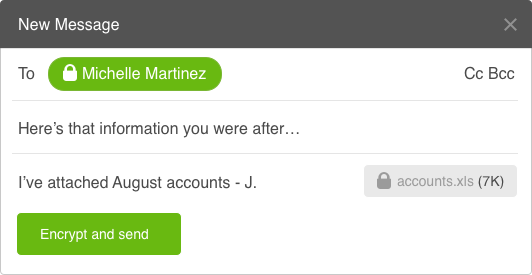 New Message
To Michelle Martinez Cc Bcc
Here’s that information you were after…
I’ve attached August accounts - J. accounts.xls (7K)
Encrypt and send